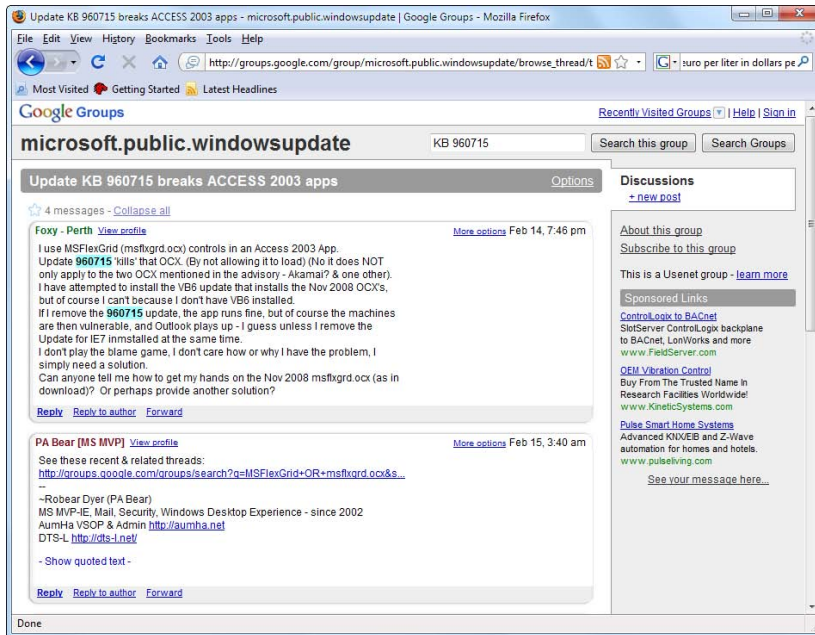 Update KB 960715 breaks ACCESS 2003 apps - microsoft.public.windowsupdate | Google Groups - Mozilla Firefox
File Edit View History Bookmarks Tools Help
http://groups.google.com/group/microsoft.public.windowsupdate/browse_thread/t
euro per liter in dollars pe
Most Visited Getting Started Latest Headlines
Google Groups
Recently Visited Groups | Help | Sign in
microsoft.public.windowsupdate
KB 960715
Search this group
Search Groups
Update KB 960715 breaks ACCESS 2003 apps
Options
4 messages - Collapse all
Foxy - Perth View profile
More options Feb 14, 7:46 pm
I use MSFlexGrid (msflxgrd.ocx) controls in an Access 2003 App.
Update 960715 'kills' that OCX. (By not allowing it to load) (No it does NOT
only apply to the two OCX mentioned in the advisory - Akamai? & one other).
I have attempted to install the VB6 update that installs the Nov 2008 OCX's,
but of course I can't because I don't have VB6 installed.
If I remove the 960715 update, the app runs fine, but of course the machines
are then vulnerable, and Outlook plays up - I guess unless I remove the
Update for IE7 inmstalled at the same time.
I don't play the blame game, I don't care how or why I have the problem, I
simply need a solution.
Can anyone tell me how to get my hands on the Nov 2008 msflxgrd.ocx (as in
download)? Or perhaps provide another solution?
Reply Reply to author Forward
PA Bear [MS MVP] View profile
More options Feb 15, 3:40 am
See these recent & related threads:
http://groups.google.com/groups/search?q=MSFlexGrid+OR+msflxgrd.ocx&s...
--
~Robear Dyer (PA Bear)
MS MVP-IE, Mail, Security, Windows Desktop Experience - since 2002
AumHa VSOP & Admin http://aumha.net
DTS-L http://dts-l.net/
- Show quoted text -
Reply Reply to author Forward
Discussions
+ new post
About this group
Subscribe to this group
This is a Usenet group - learn more
Sponsored Links
ControlLogix to BACnet
SlotServer ControlLogix backplane
to BACnet, LonWorks and more
www.FieldServer.com
OEM Vibration Control
Buy From The Trusted Name In
Research Facilities Worldwide!
www.KineticSystems.com
Pulse Smart Home Systems
Advanced KNX/EIB and Z-Wave
automation for homes and hotels.
www.pulseliving.com
See your message here...
Done